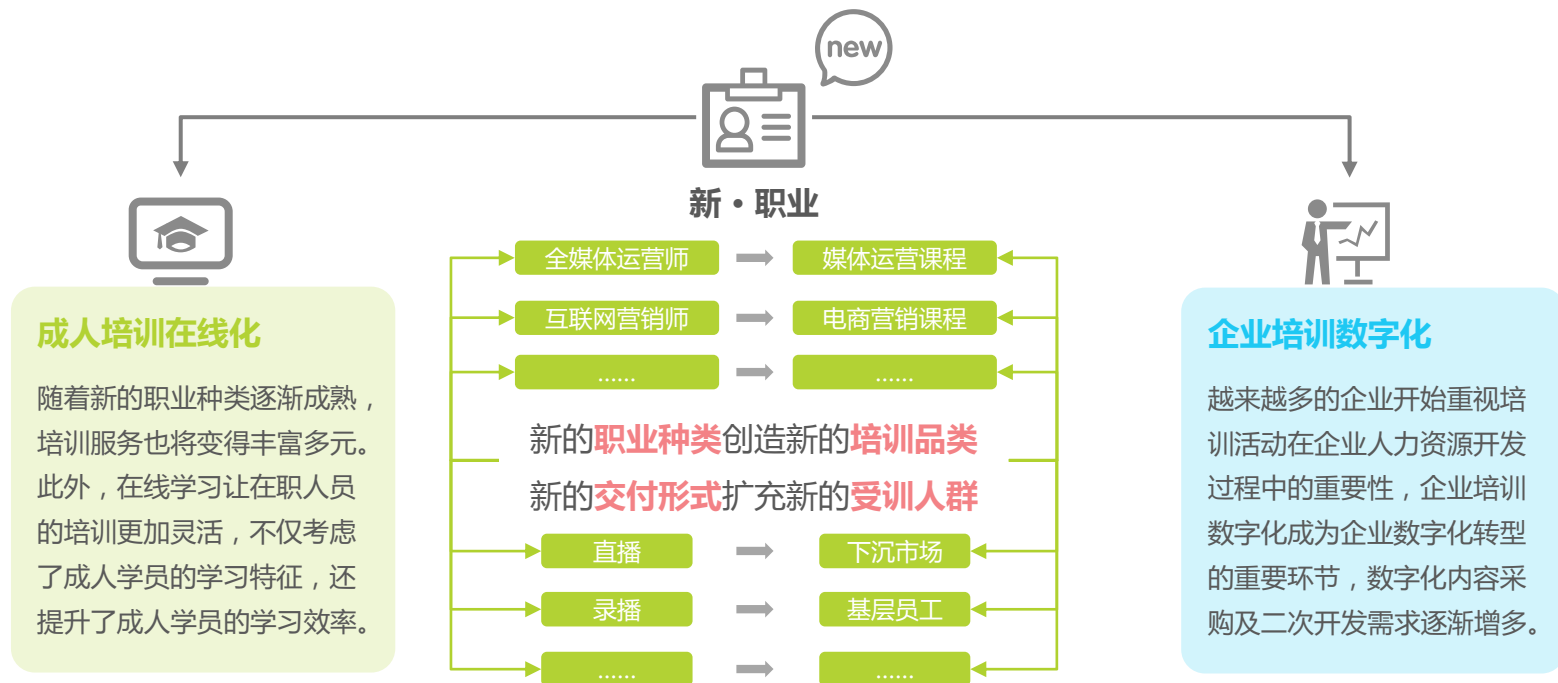 new
新·职业
成人培训在线化
随着新的职业种类逐渐成熟，
培训服务也将变得丰富多元。
此外，在线学习让在职人员
的培训更加灵活，不仅考虑
了成人学员的学习特征，还
提升了成人学员的学习效率。
全媒体运营师
媒体运营课程
互联网营销师
电商营销课程
......
......
新的职业种类创造新的培训品类
新的交付形式扩充新的受训人群
直播
下沉市场
录播
基层员工
......
......
企业培训数字化
越来越多的企业开始重视培
训活动在企业人力资源开发
过程中的重要性，企业培训
数字化成为企业数字化转型
的重要环节，数字化内容采
购及二次开发需求逐渐增多。